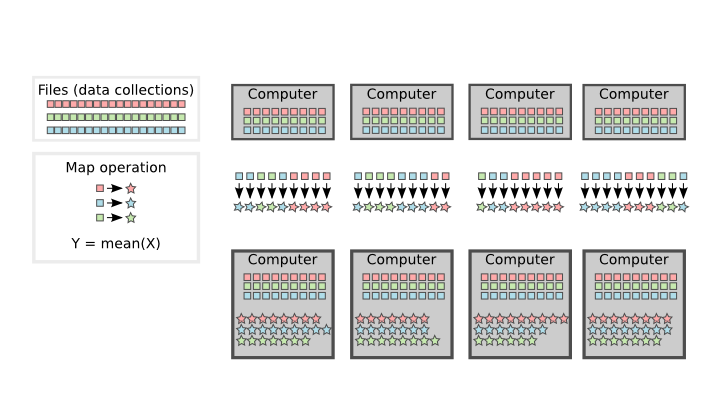 Files (data collections)
Map operation
Y = mean(X)
Computer
Computer
Computer
Computer
Computer
Computer
Computer
Computer